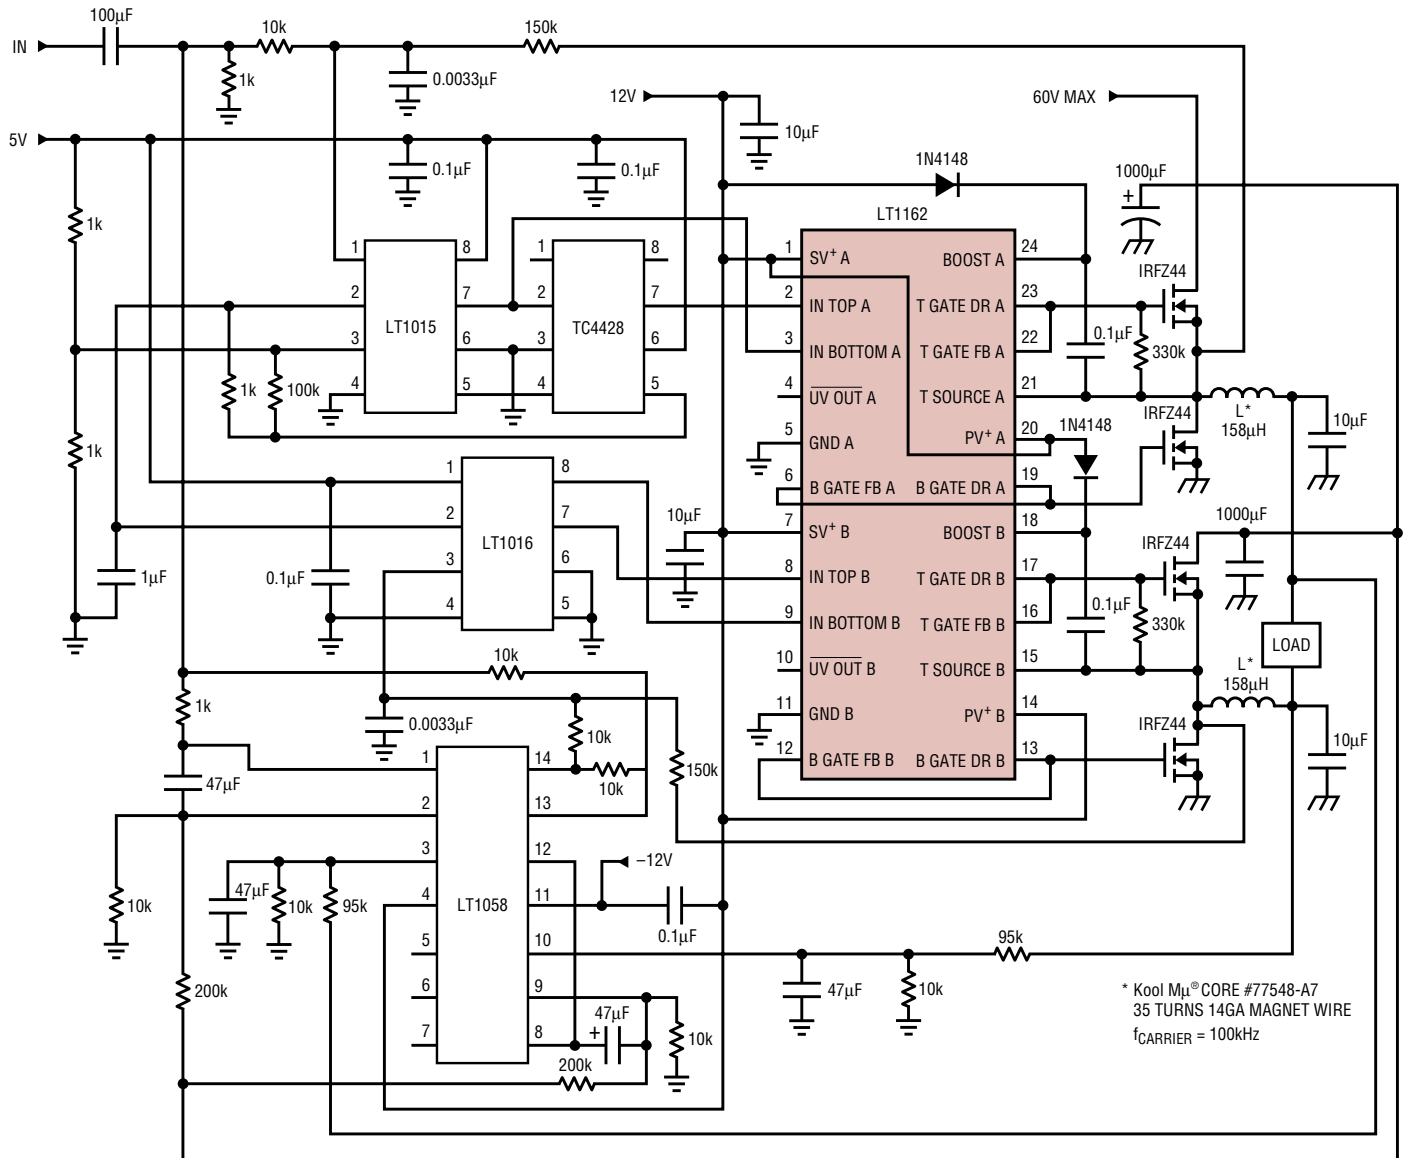 100µF
IN
10k
150k
1k
0.0033µF
12V
60V MAX
10µF
5V
0.1µF
0.1µF
1N4148
1000µF
+
LT1162
1k
1
8
1
8
1
SV+ A
BOOST A
24
IRFZ44
2
7
2
7
2
IN TOP A
T GATE DR A
23
LT1015
TC4428
0.1µF
330k
3
6
3
6
3
IN BOTTOM A
T GATE FB A
22
1k
100k
4
5
4
5
4
UV OUT A
T SOURCE A
21
L*
158µH
IRFZ44
10µF
1k
5
GND A
PV+ A
20
1N4148
1
8
6
B GATE FB A
B GATE DR A
19
10µF
1000µF
2
7
7
SV+ B
BOOST B
18
LT1016
IRFZ44
1µF
0.1µF
3
6
8
IN TOP B
T GATE DR B
17
0.1µF
330k
4
5
9
IN BOTTOM B
T GATE FB B
16
LOAD
10k
10
UV OUT B
T SOURCE B
15
L*
158µH
1k
0.0033µF
10k
11
GND B
PV+ B
14
IRFZ44
10µF
1
14
150k
12
B GATE FB B
B GATE DR B
13
47µF
10k
2
13
3
12
–12V
10k
47µF
10k
95k
4
LT1058
11
0.1µF
5
10
95k
200k
6
9
47µF
10k
47µF
+
7
8
10k
200k
* Kool Mµ® CORE #77548-A7
35 TURNS 14GA MAGNET WIRE
fCARRIER = 100kHz